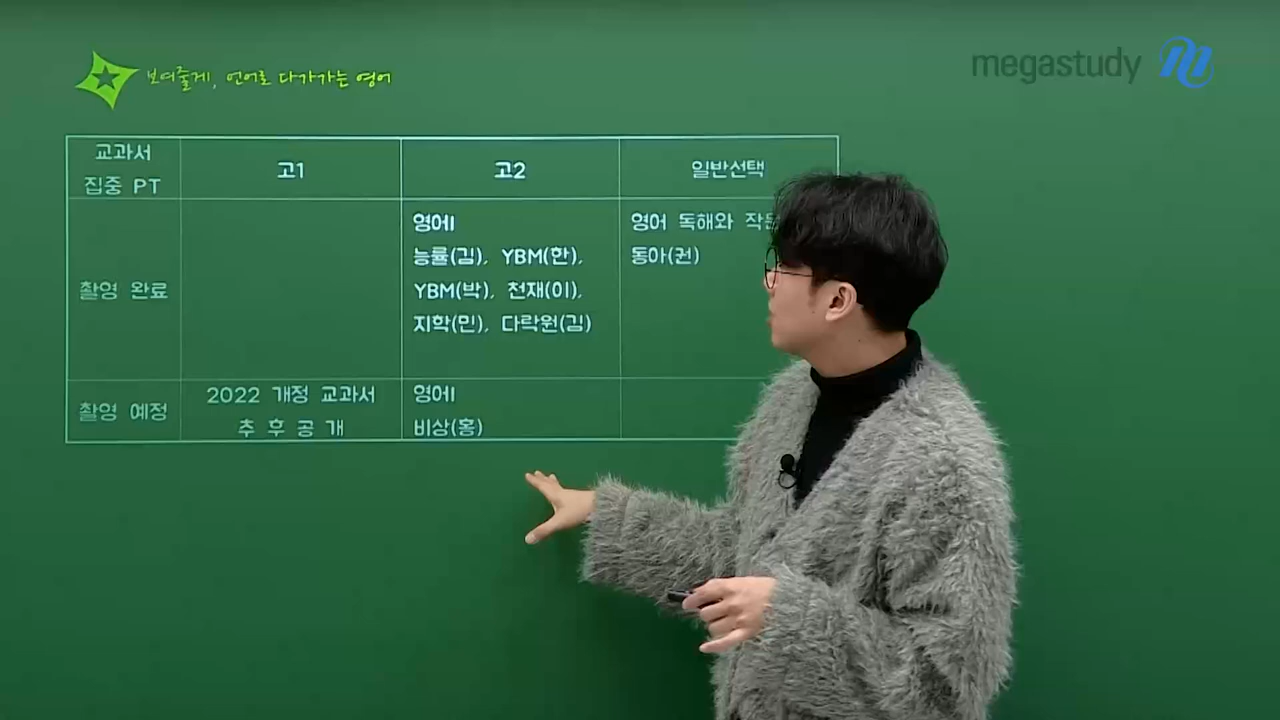 보여줄게, 언어로 다가가는 영어
megastudy
교과서
집중 PT
고1
고2
일반선택
촬영 완료
영어I
능률(김), YBM(한),
YBM(박), 천재(이),
지학(민), 다락원(김)
영어 독해와
동아(권)
촬영 예정
2022 개정 교과서
추 후 공 개
영어I
비상(홍)